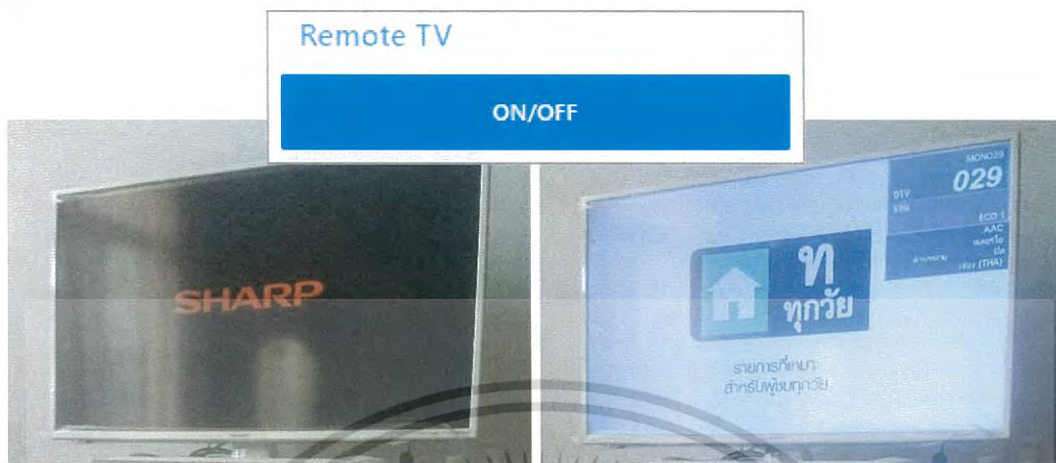 Remote TV
ON/OFF
SHARP
MONO29
DTV
029
ECO 1
AAC
(THA)
ท
ทุกวัย
รายการที่เหมาะ
สำหรับผู้ชมทุกวัย